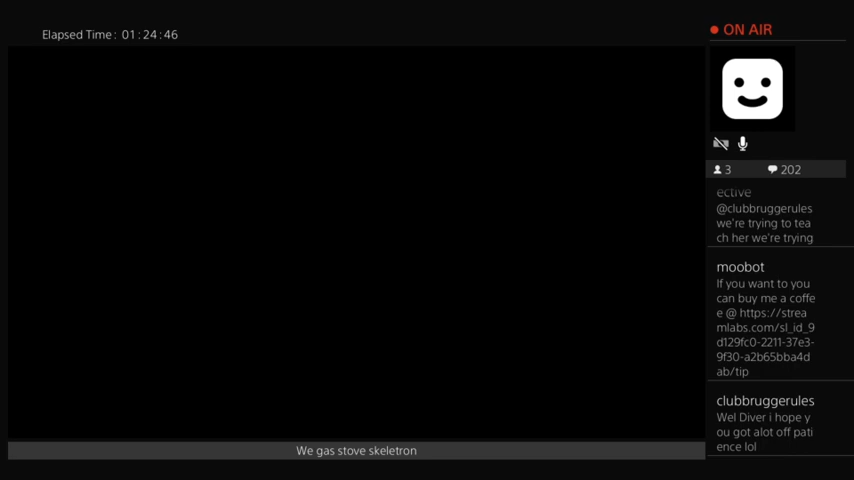 Elapsed Time: 01:24:46
ON AIR
3 202
ective
@clubbruggerules
we're trying to tea
ch her we're trying
moobot
If you want to you
can buy me a coffe
e @ https://strea
mlabs.com/sl_id_9
d129fc0-2211-37e3-
9f30-a2b65bba4d
ab/tip
clubbruggerules
Wel Diver i hope y
ou got alot off pati
ence lol
We gas stove skeletron